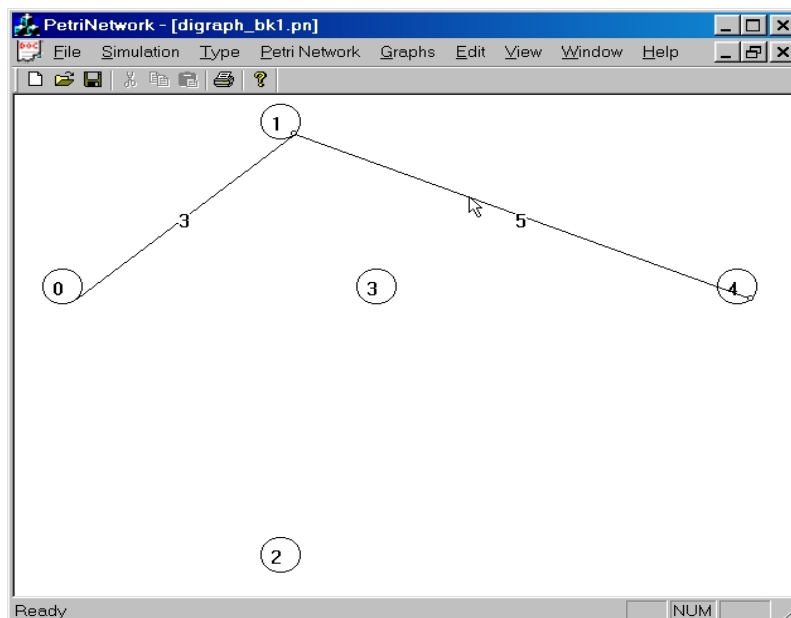 PetriNetwork - [digraph_bk1.pn]
DOC File Simulation Type Petri Network Graphs Edit View Window Help
?
1
3 5
0 3 4
2
Ready NUM